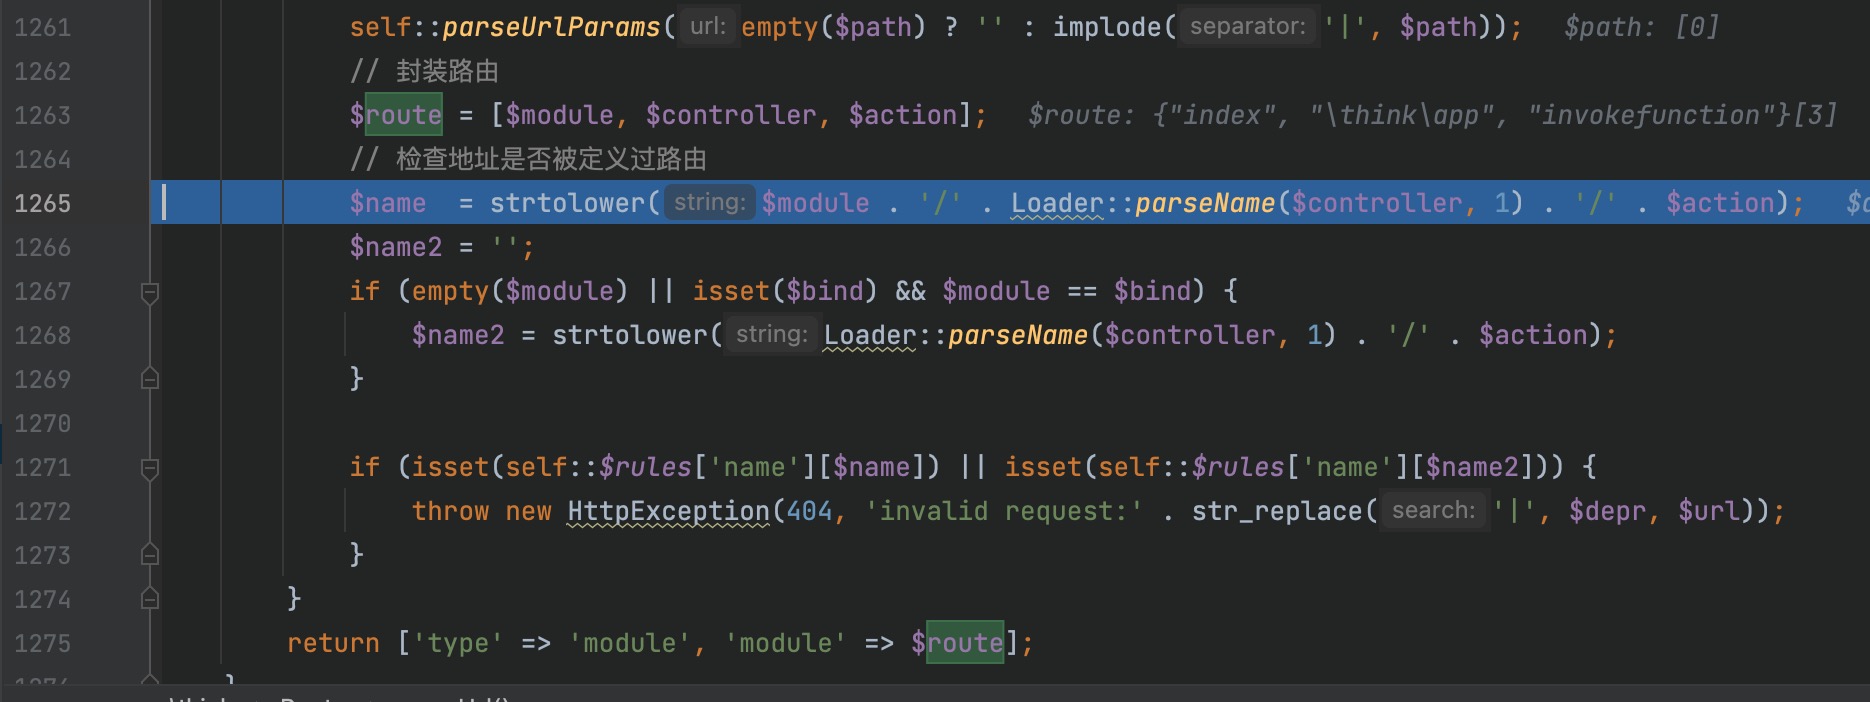 1261 self::parseUrlParams( url: empty($path) ? '' : implode( separator: '|', $path)); $path: [0]
1262 // 封装路由
1263 $route = [$module, $controller, $action]; $route: {"index", "\think\app", "invokefunction"}[3]
1264 // 检查地址是否被定义过路由
1265 $name = strtolower( string: $module . '/' . Loader::parseName($controller, 1) . '/' . $action);
1266 $name2 = '';
1267 if (empty($module) || isset($bind) && $module == $bind) {
1268 $name2 = strtolower( string: Loader::parseName($controller, 1) . '/' . $action);
1269 }
1270
1271 if (isset(self::$rules['name'][$name]) || isset(self::$rules['name'][$name2])) {
1272 throw new HttpException(404, 'invalid request:' . str_replace( search: '|', $depr, $url));
1273 }
1274 }
1275 return ['type' => 'module', 'module' => $route];
}